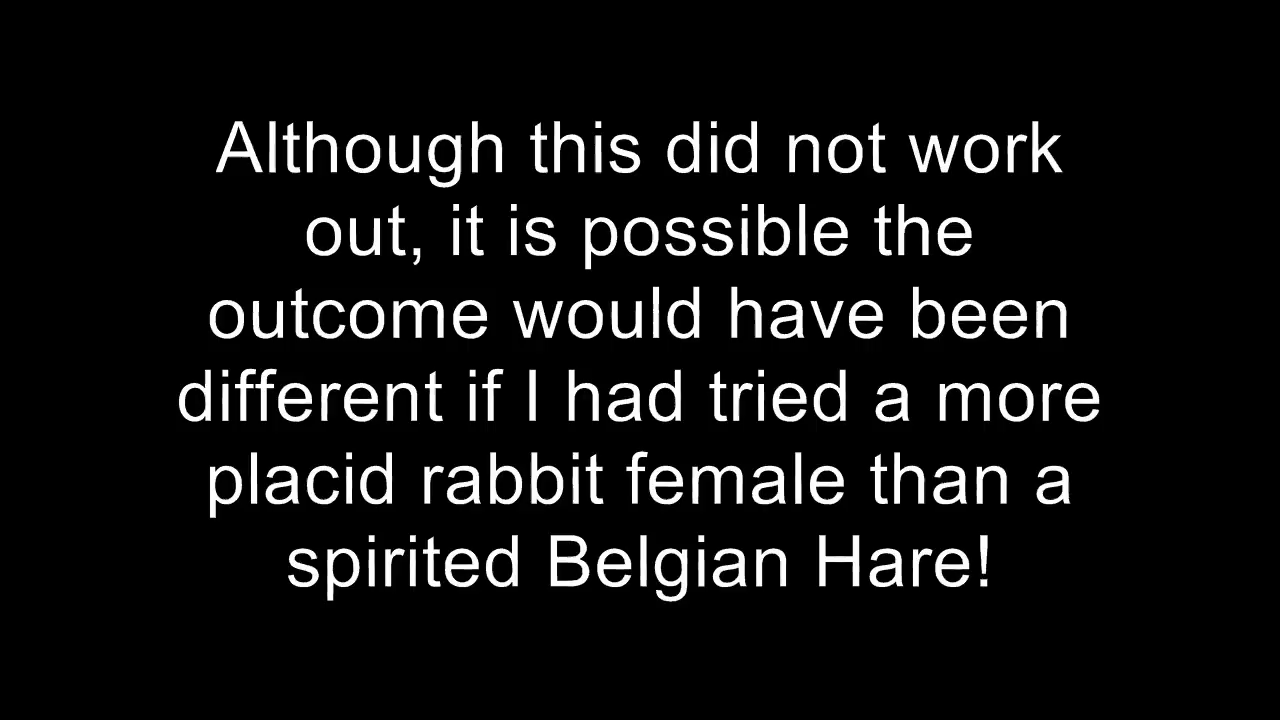 Although this did not work
out, it is possible the
outcome would have been
different if I had tried a more
placid rabbit female than a
spirited Belgian Hare!